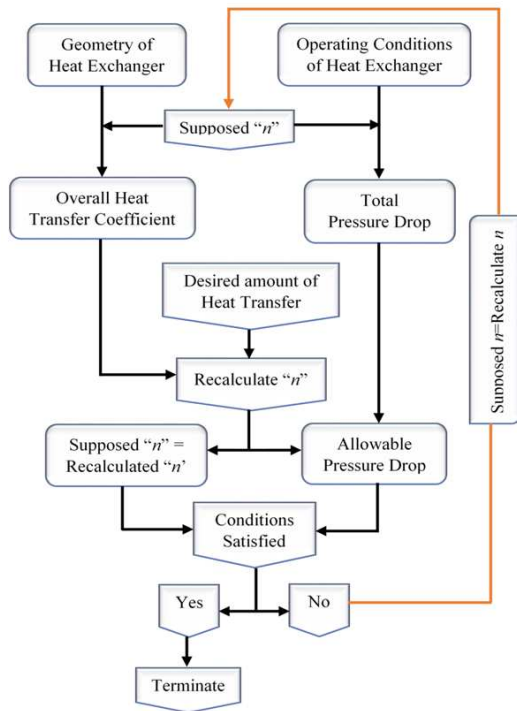 Geometry of
Heat Exchanger
Operating Conditions
of Heat Exchanger
Supposed “n”
Overall Heat
Transfer Coefficient
Total
Pressure Drop
Supposed n=Recalculate n
Desired amount of
Heat Transfer
Recalculate “n”
Supposed “n” =
Recalculated “n’
Allowable
Pressure Drop
Conditions
Satisfied
Yes
No
Terminate